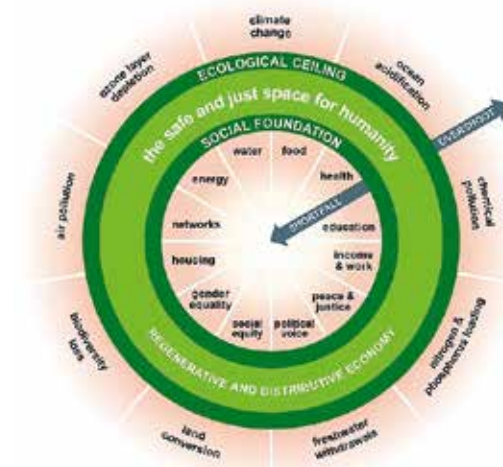 climate
change
ocean
acidification
chemical
pollution
nitrogen &
phosphorus loading
freshwater
withdrawals
land
conversion
biodiversity
loss
air pollution
ozone layer
depletion
ECOLOGICAL CEILING
the safe and just space for humanity
SOCIAL FOUNDATION
OVERSHOOT
SHORTFALL
water
food
health
education
income
& work
peace &
justice
political
voice
social
equity
gender
equality
housing
networks
energy
REGENERATIVE AND DISTRIBUTIVE ECONOMY